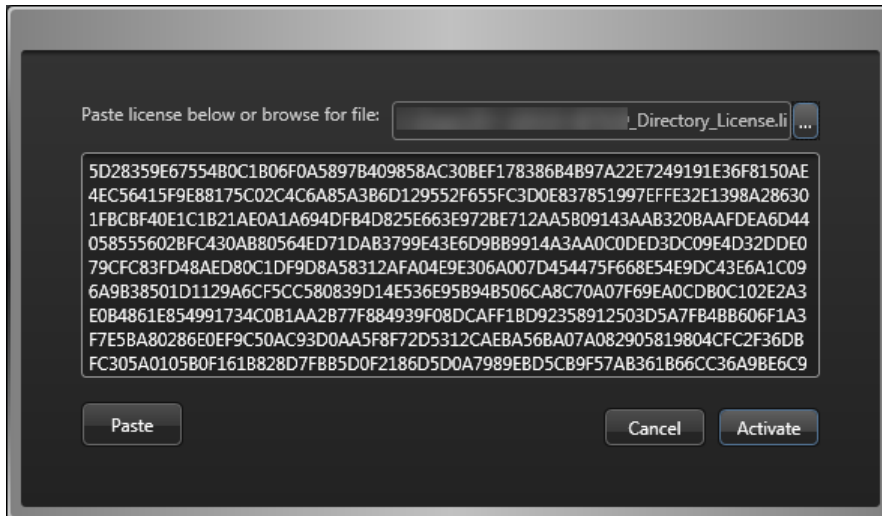 Paste license below or browse for file:
_Directory_License.li
...
5D28359E67554B0C1B06F0A5897B409858AC30BEF178386B4B97A22E7249191E36F8150AE
4EC56415F9E88175C02C4C6A85A3B6D129552F655FC3D0E837851997EFFE32E1398A28630
1FBCBF40E1C1B21AE0A1A694DFB4D825E663E972BE712AA5B09143AAB320BAAFDEA6D44
058555602BFC430AB80564ED71DAB3799E43E6D9BB9914A3AA0C0DED3DC09E4D32DDE0
79CFC83FD48AED80C1DF9D8A58312AFA04E9E306A007D454475F668E54E9DC43E6A1C09
6A9B38501D1129A6CF5CC580839D14E536E95B94B506CA8C70A07F69EA0CDB0C102E2A3
E0B4861E854991734C0B1AA2B77F884939F08DCAFF1BD92358912503D5A7FB4BB606F1A3
F7E5BA80286E0EF9C50AC93D0AA5F8F72D5312CAEBA56BA07A082905819804CFC2F36DB
FC305A0105B0F161B828D7FBB5D0F2186D5D0A7989EBD5CB9F57AB361B66CC36A9BE6C9
Paste
Cancel
Activate